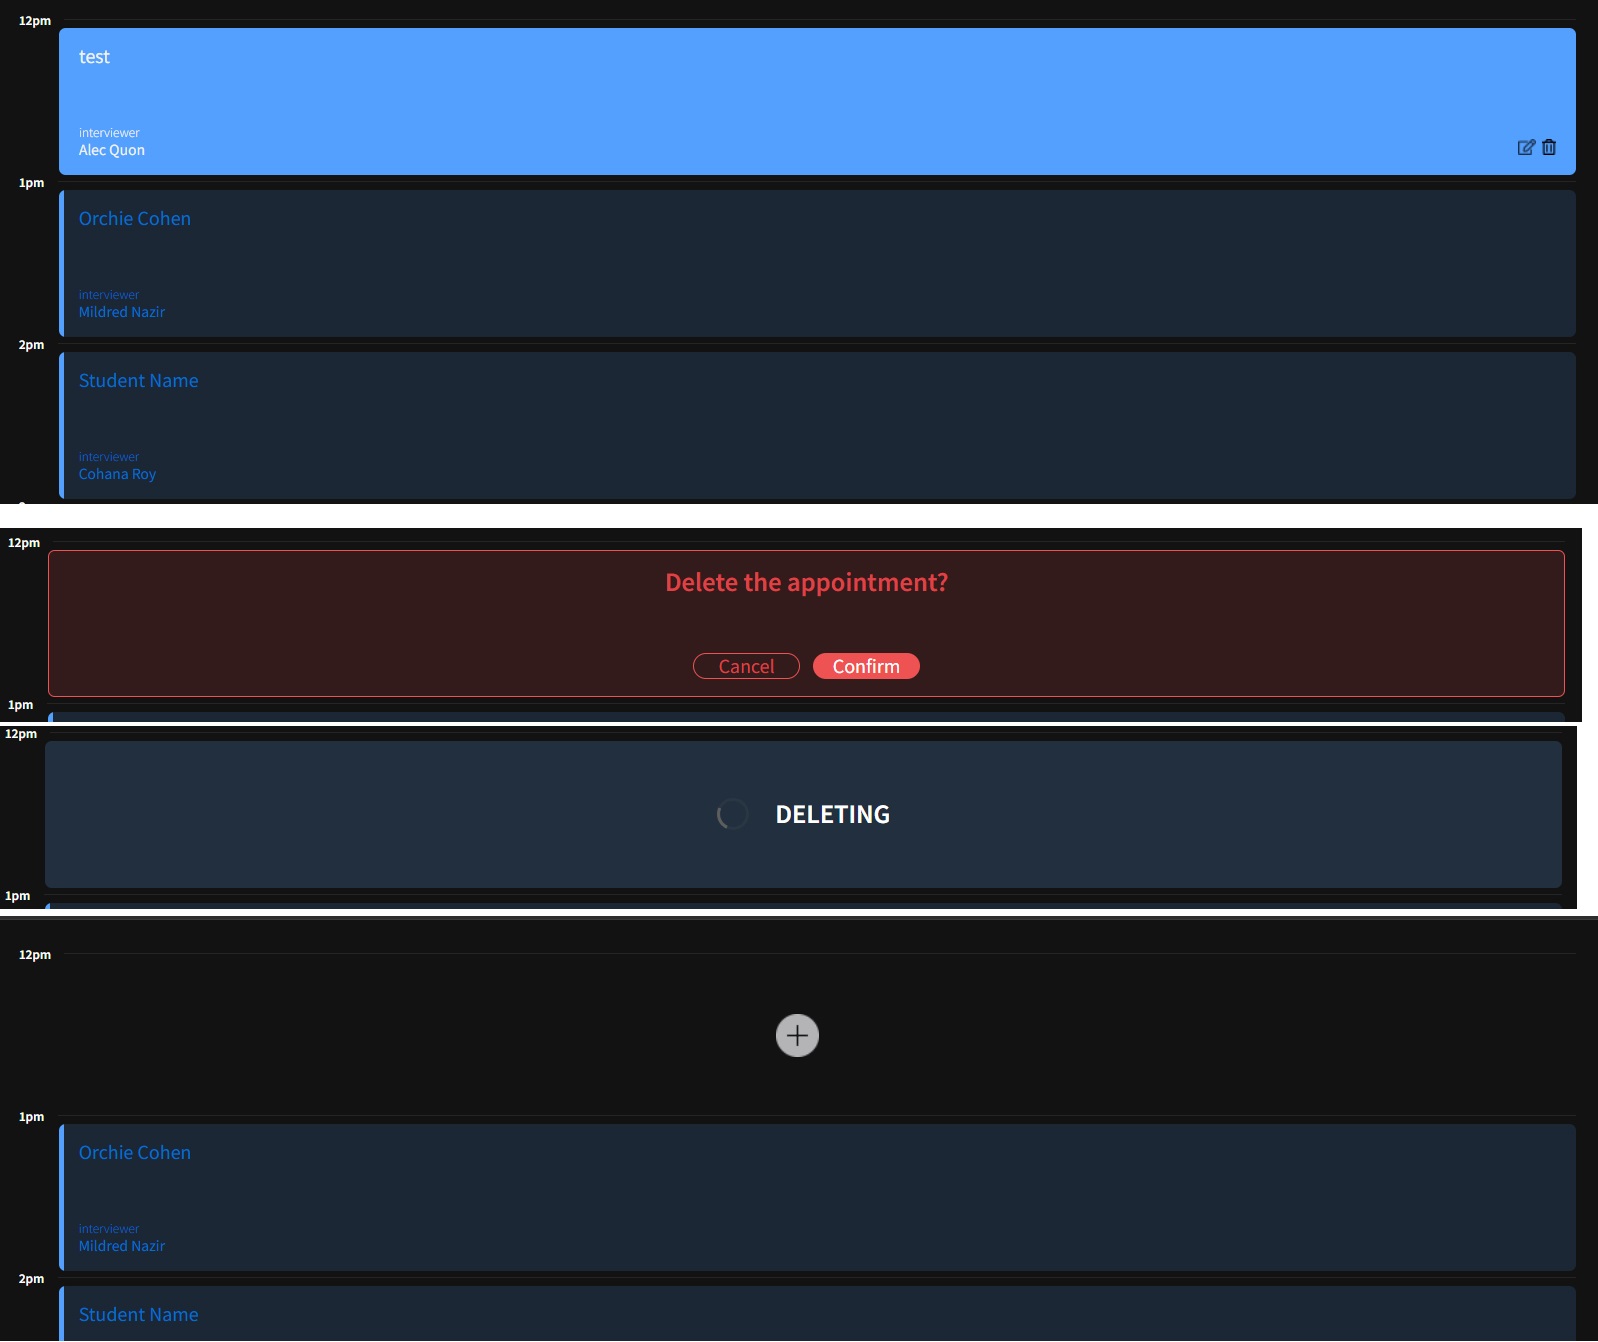 12pm
test
interviewer
Alec Quon
1pm
Orchie Cohen
interviewer
Mildred Nazir
2pm
Student Name
interviewer
Cohana Roy
12pm
Delete the appointment?
Cancel Confirm
1pm
12pm
DELETING
1pm
12pm
1pm
Orchie Cohen
interviewer
Mildred Nazir
2pm
Student Name